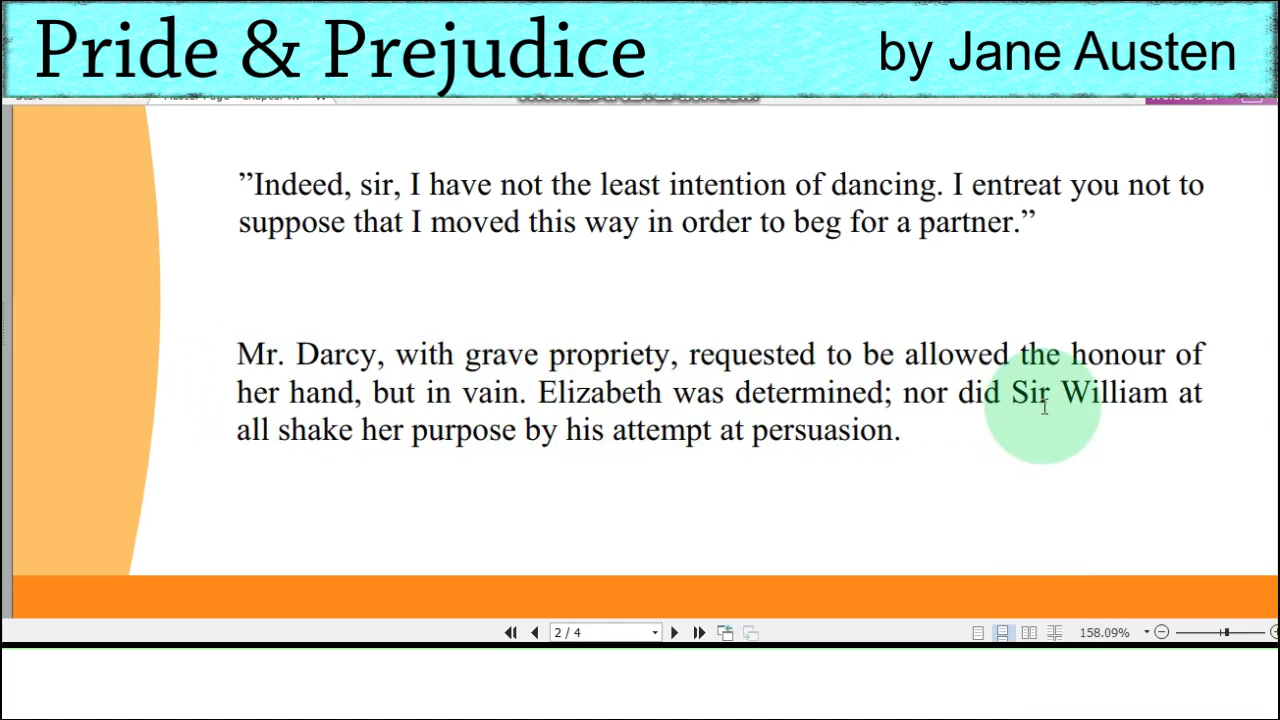 Pride & Prejudice
by Jane Austen
”Indeed, sir, I have not the least intention of dancing. I entreat you not to
suppose that I moved this way in order to beg for a partner.”
Mr. Darcy, with grave propriety, requested to be allowed the honour of
her hand, but in vain. Elizabeth was determined; nor did Sir William at
all shake her purpose by his attempt at persuasion.
2 / 4
158.09%